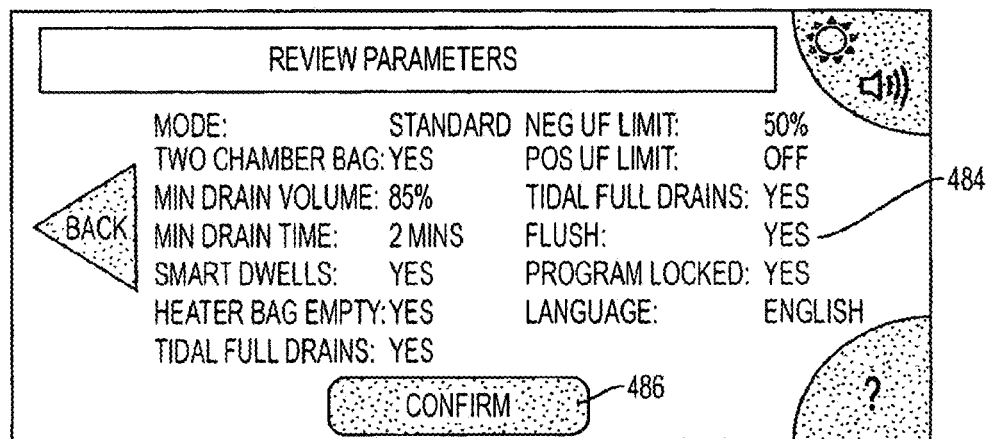 REVIEW PARAMETERS
MODE: STANDARD NEG UF LIMIT: 50%
TWO CHAMBER BAG: YES POS UF LIMIT: OFF
MIN DRAIN VOLUME: 85% TIDAL FULL DRAINS: YES
484
BACK
MIN DRAIN TIME: 2 MINS FLUSH: YES
SMART DWELLS: YES PROGRAM LOCKED: YES
HEATER BAG EMPTY: YES LANGUAGE: ENGLISH
TIDAL FULL DRAINS: YES
CONFIRM
486
?